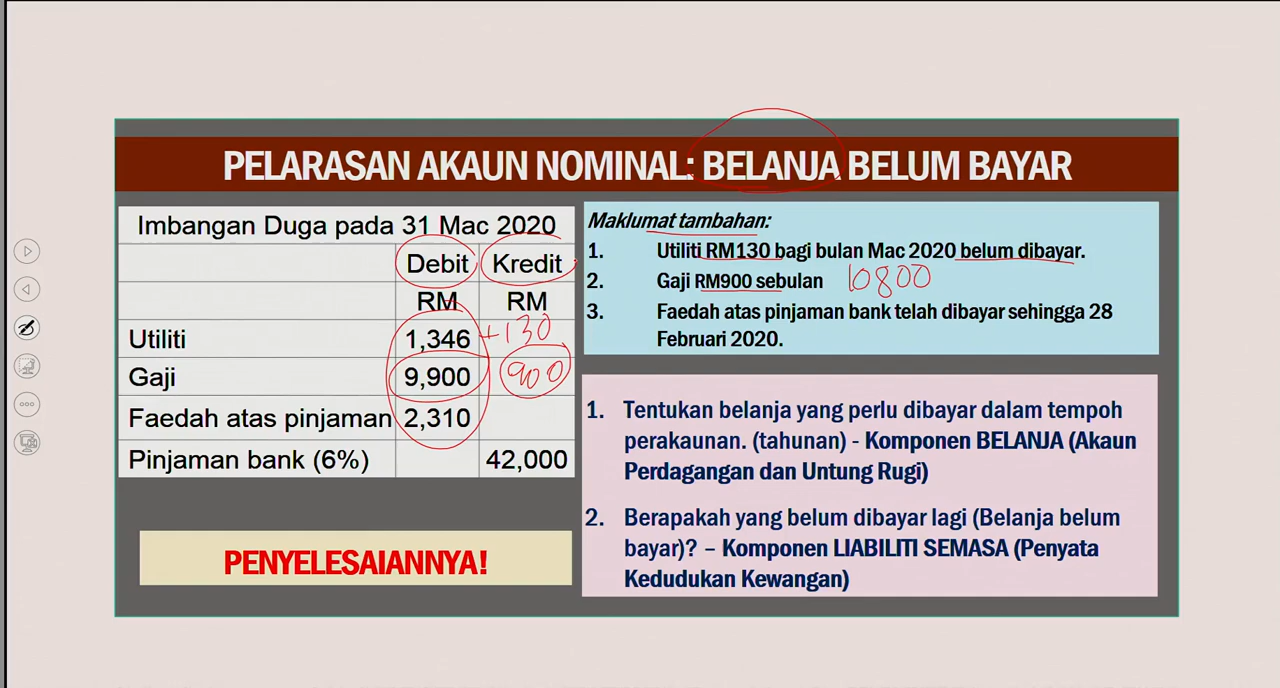 PELARASAN AKAUN NOMINAL: BELANJA BELUM BAYAR
Imbangan Duga pada 31 Mac 2020
Debit Kredit
RM RM
Utiliti 1,346 +130
Gaji 9,900 900
Faedah atas pinjaman 2,310
Pinjaman bank (6%) 42,000
PENYELESAIANNYA!
Maklumat tambahan:
1. Utiliti RM130 bagi bulan Mac 2020 belum dibayar.
2. Gaji RM900 sebulan 10800
3. Faedah atas pinjaman bank telah dibayar sehingga 28
Februari 2020.
1. Tentukan belanja yang perlu dibayar dalam tempoh
perakaunan. (tahunan) - Komponen BELANJA (Akaun
Perdagangan dan Untung Rugi)
2. Berapakah yang belum dibayar lagi (Belanja belum
bayar)? – Komponen LIABILITI SEMASA (Penyata
Kedudukan Kewangan)